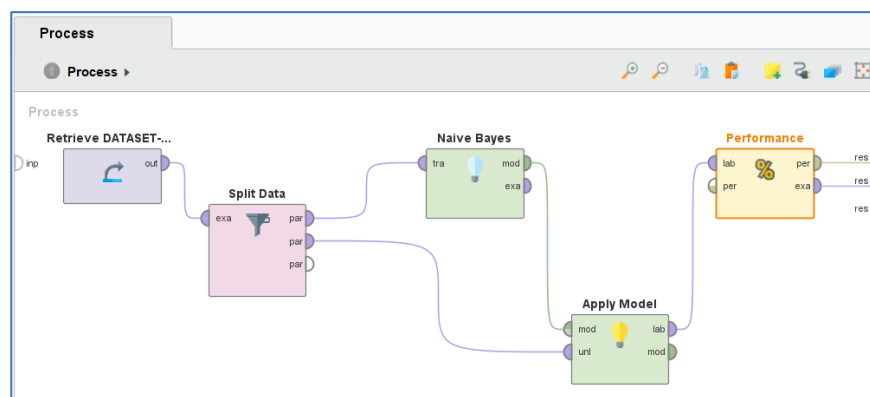 Process
Process
Process
Retrieve DATASET-...
inp
out
Split Data
exa
par
par
par
Naive Bayes
tra
mod
exa
Apply Model
mod
lab
unl
mod
Performance
%
lab
per
per
exa
res
res
res